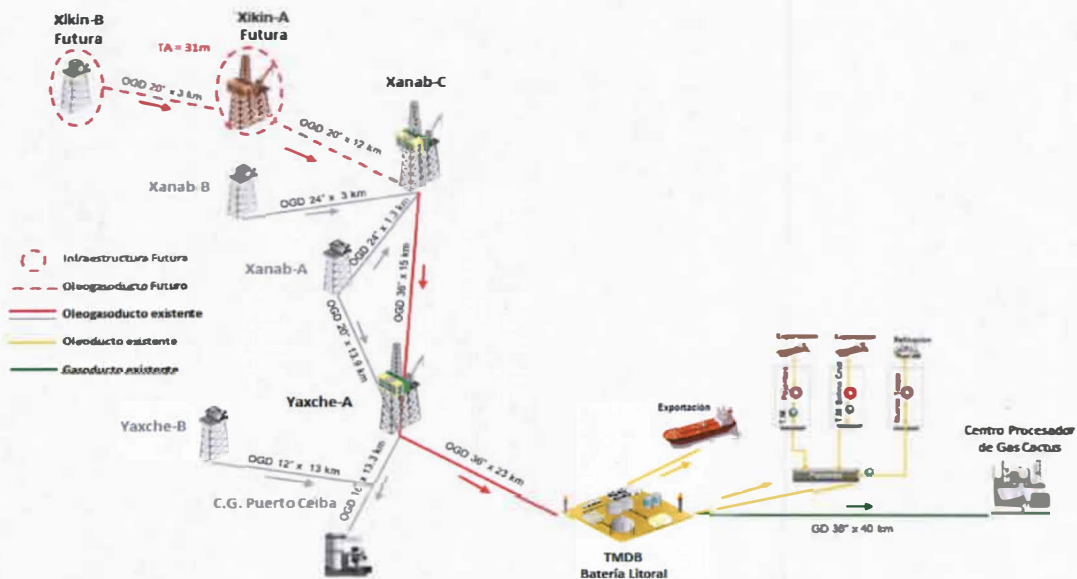 Xikin-B
Futura
Xikin-A
Futura
TA = 31m
OGD 20" x 3 km
Xanab-C
OGD 20" x 12 km
Xanab-B
OGD 24" x 3 km
OGD 24" x 1.3 km
Xanab-A
Infraestructura Futura
Oleogasoducto Futuro
Oleogasoducto existente
Oleoducto existente
Gasoducto existente
OGD 36" x 15 km
OGD 20" x 13.9 km
Yaxche-A
Yaxche-B
OGD 12" x 13 km
C.G. Puerto Ceiba
OGD 36" x 23 km
Exportación
TMDB
Batería Litoral
GD 36" x 40 km
Centro Procesador
de Gas Cactus